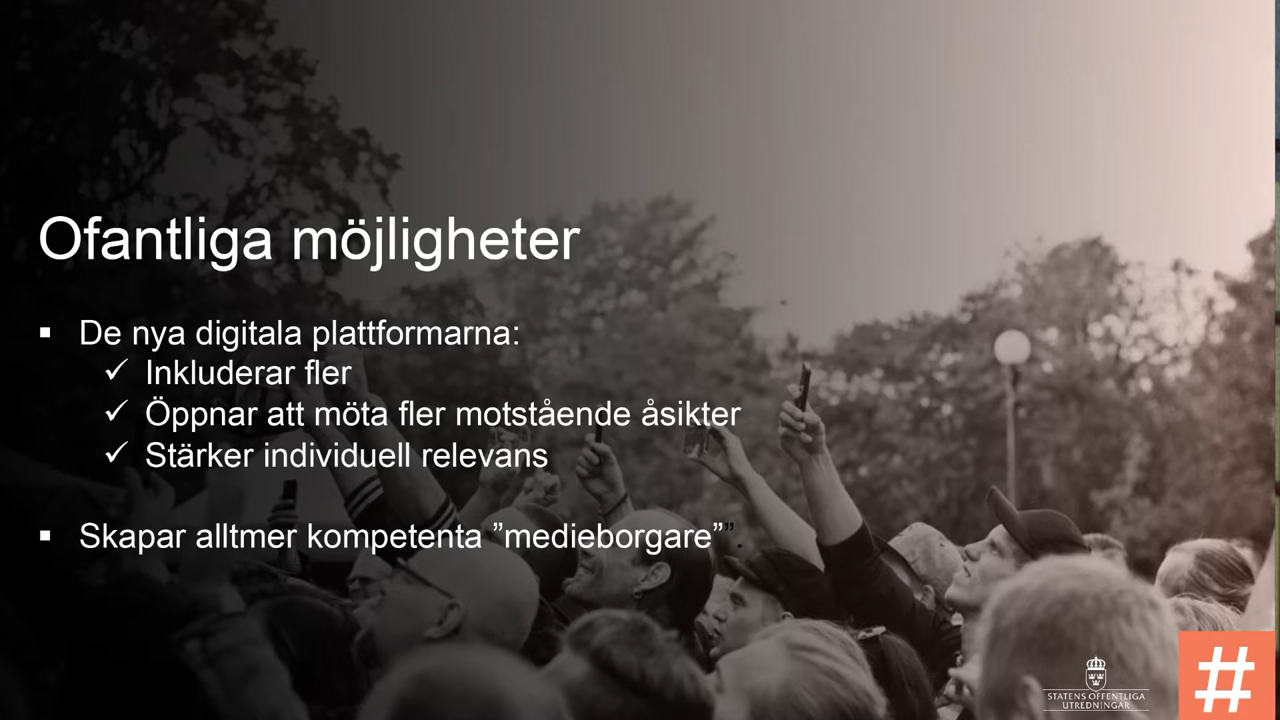 Ofantliga möjligheter
▪ De nya digitala plattformarna:
✓ Inkluderar fler
✓ Öppnar att möta fler motstående åsikter
✓ Stärker individuell relevans
▪ Skapar alltmer kompetenta ”medieborgare””.
STATENS OFFENTLIGA
UTREDNINGAR
#